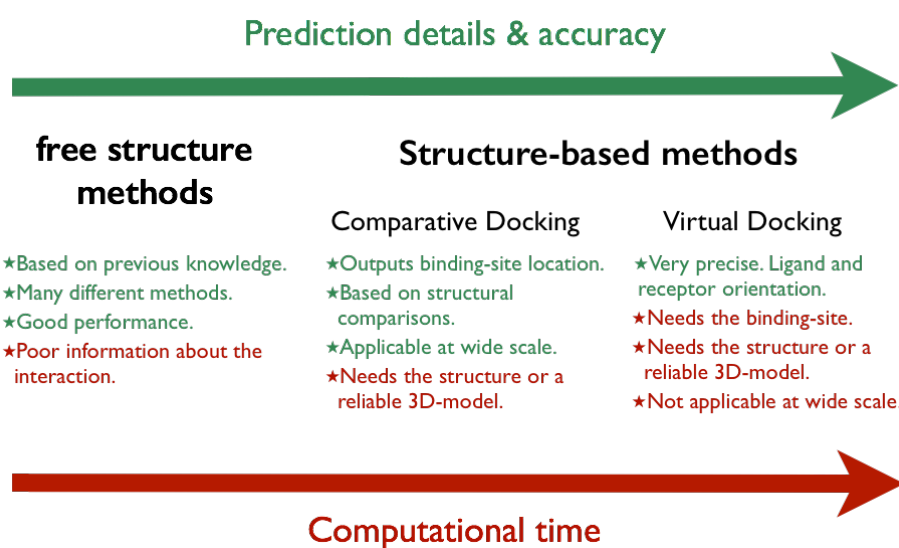 Prediction details & accuracy
free structure
methods
★Based on previous knowledge.
★Many different methods.
★Good performance.
★Poor information about the
interaction.
Structure-based methods
Comparative Docking
★Outputs binding-site location.
★Based on structural
comparisons.
★Applicable at wide scale.
★Needs the structure or a
reliable 3D-model.
Virtual Docking
★Very precise. Ligand and
receptor orientation.
★Needs the binding-site.
★Needs the structure or a
reliable 3D-model.
★Not applicable at wide scale.
Computational time